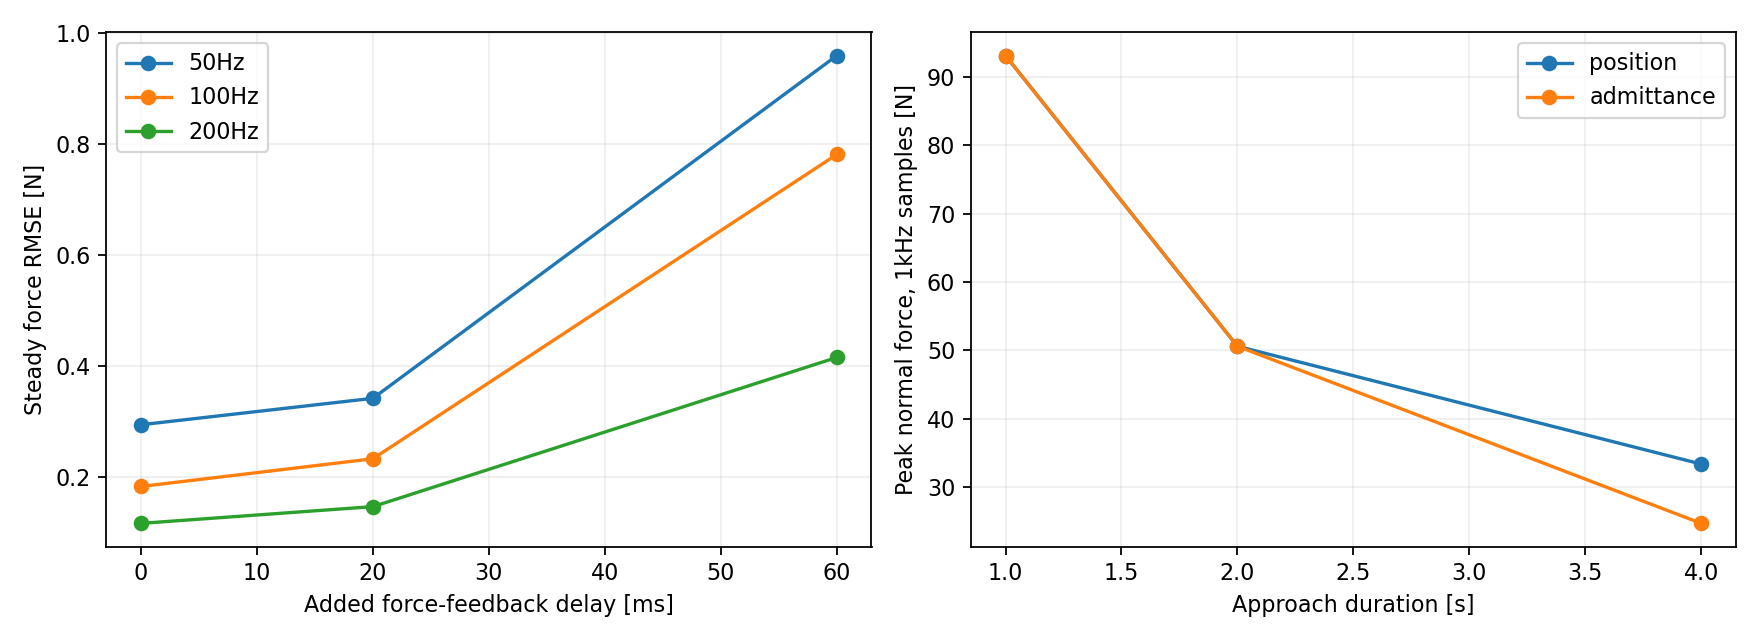 Steady force RMSE [N]
1.0
0.8
0.6
0.4
0.2
50Hz
100Hz
200Hz
0
10
20
30
40
50
60
Added force-feedback delay [ms]
Peak normal force, 1kHz samples [N]
90
80
70
60
50
40
30
position
admittance
1.0
1.5
2.0
2.5
3.0
3.5
4.0
Approach duration [s]